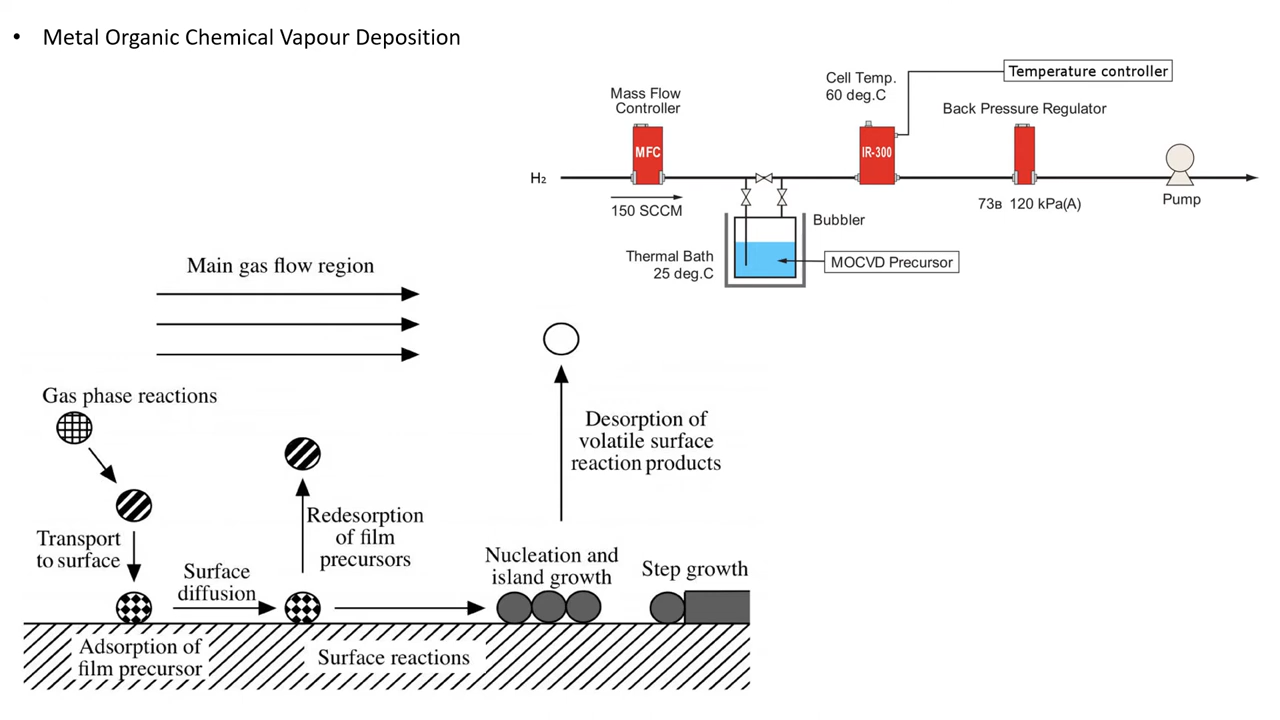 • Metal Organic Chemical Vapour Deposition
Temperature controller
Cell Temp.
60 deg.C
Mass Flow
Controller
Back Pressure Regulator
MFC
IR-300
H₂
150 SCCM
73в 120 kPa(A)
Pump
Bubbler
Thermal Bath
25 deg.C
MOCVD Precursor
Main gas flow region
Gas phase reactions
Desorption of
volatile surface
reaction products
Transport
to surface
Redesorption
of film
precursors
Surface
diffusion
Nucleation and
island growth
Step growth
Adsorption of
film precursor
Surface reactions